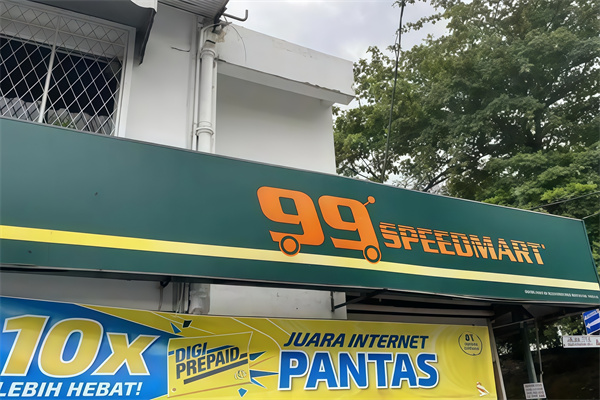 99 SPEEDMART
10x
LEBIH HEBAT!
DIGI
PREPAID
JUARA INTERNET
PANTAS